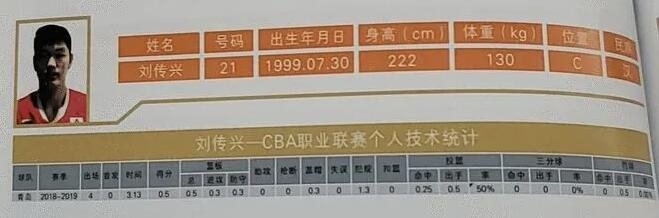 姓名 号码 出生年月日 身高（cm） 体重（kg） 位置 民族
刘传兴 21 1999.07.30 222 130 C 汉
刘传兴—CBA职业联赛个人技术统计
球队 赛季 出场 首发 时间 得分 篮板 助攻 抢断 盖帽 失误 犯规 扣篮 投篮 三分球 罚球
总 进攻 防守 命中 出手 率 命中 出手 率 命中 出手 率
青岛 2018-2019 4 0 3.13 0.5 0.5 0.3 0.3 0 0 0.3 0 1.3 0 0.25 0.5 50% 0 0 0% 0 0.5